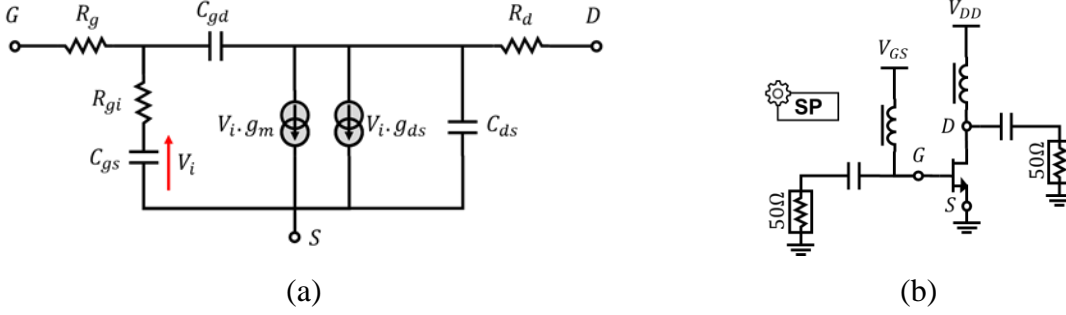 G
R_g
C_gd
R_d
D
R_gi
C_gs
V_i
V_i.g_m
V_i.g_ds
C_ds
S
(a)
V_DD
V_GS
SP
D
G
S
50Ω
50Ω
(b)